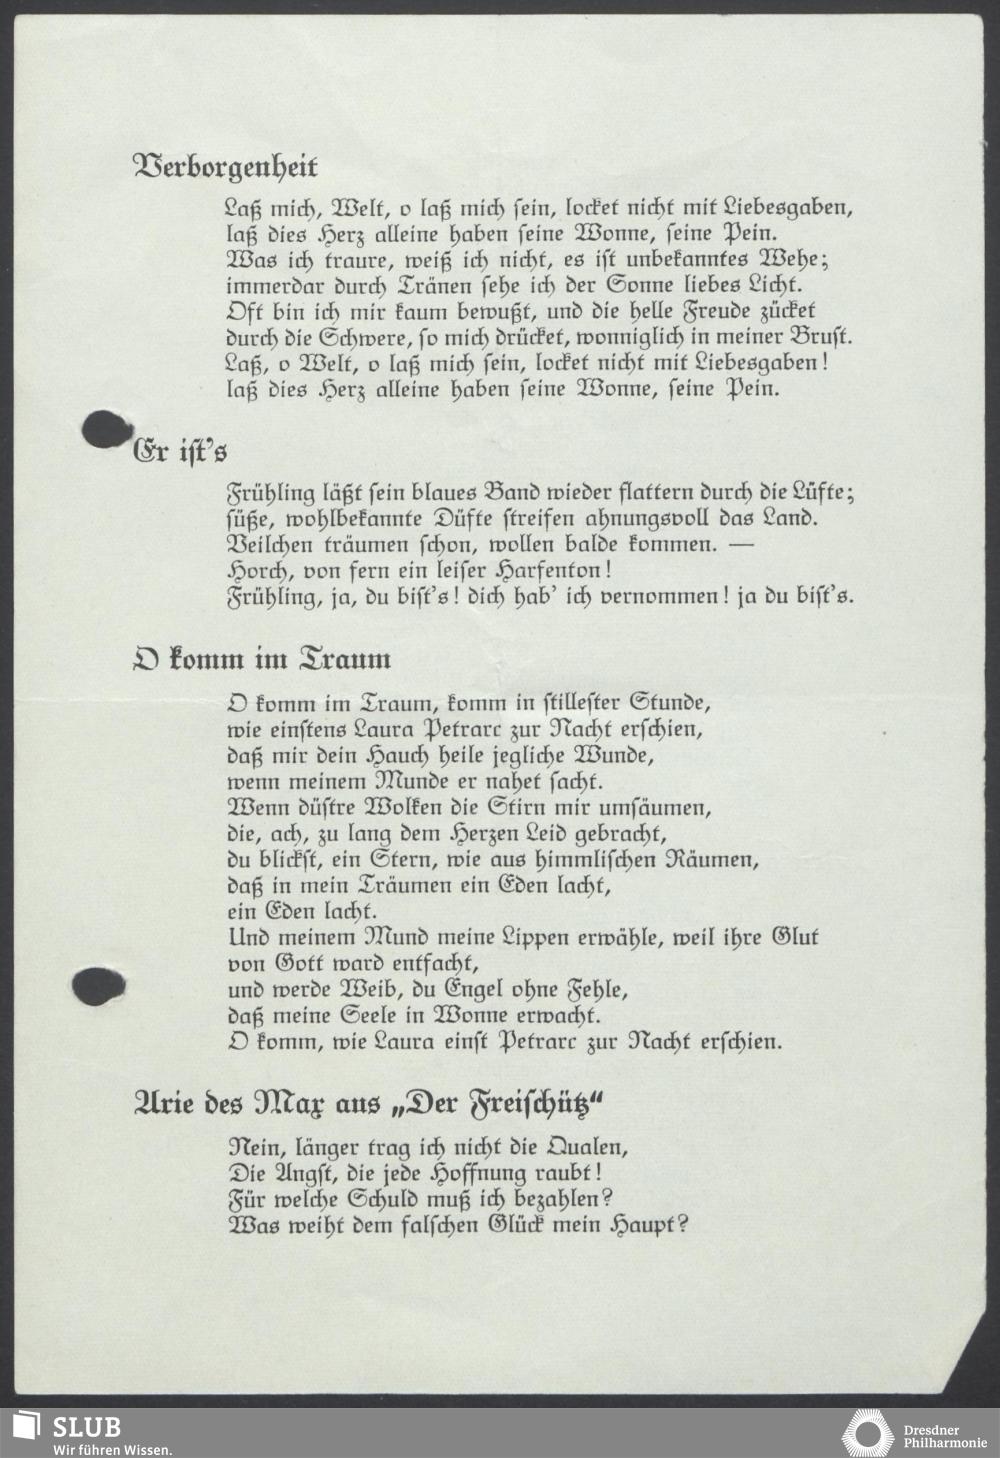 Verborgenheit
Laß mich, Welt, o laß mich sein, locket nicht mit Liebesgaben,
laß dies Herz alleine haben seine Wonne, seine Pein.
Was ich traure, weiß ich nicht, es ist unbekanntes Wehe;
immerdar durch Tränen sehe ich der Sonne liebes Licht.
Oft bin ich mir kaum bewußt, und die helle Freude zücket
durch die Schwere, so mich drücket, wonniglich in meiner Brust.
Laß, o Welt, o laß mich sein, locket nicht mit Liebesgaben!
laß dies Herz alleine haben seine Wonne, seine Pein.
Er ist's
Frühling läßt sein blaues Band wieder flattern durch die Lüfte;
süße, wohlbekannte Düfte streifen ahnungsvoll das Land.
Veilchen träumen schon, wollen balde kommen. —
Horch, von fern ein leiser Harfenton!
Frühling, ja, du bist's! dich hab' ich vernommen! ja du bist's.
O komm im Traum
O komm im Traum, komm in stillester Stunde,
wie einstens Laura Petrarc zur Nacht erschien,
daß mir dein Hauch heile jegliche Wunde,
wenn meinem Munde er nahet sacht.
Wenn düstre Wolken die Stirn mir umsäumen,
die, ach, zu lang dem Herzen Leid gebracht,
du blickst, ein Stern, wie aus himmlischen Räumen,
daß in mein Träumen ein Eden lacht,
ein Eden lacht.
Und meinem Mund meine Lippen erwähle, weil ihre Glut
von Gott ward entfacht,
und werde Weib, du Engel ohne Fehle,
daß meine Seele in Wonne erwacht.
O komm, wie Laura einst Petrarc zur Nacht erschien.
Arie des Max aus „Der Freischütz“
Nein, länger trag ich nicht die Qualen,
Die Angst, die jede Hoffnung raubt!
Für welche Schuld muß ich bezahlen?
Was weiht dem falschen Glück mein Haupt?
SLUB
Wir führen Wissen.
Dresdner
Philharmonie